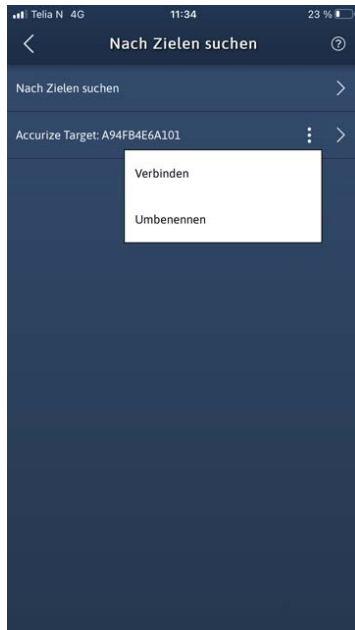 Telia N 4G 11:34 23 %
Nach Zielen suchen
Nach Zielen suchen
Accurize Target: A94FB4E6A101
Verbinden
Umbenennen